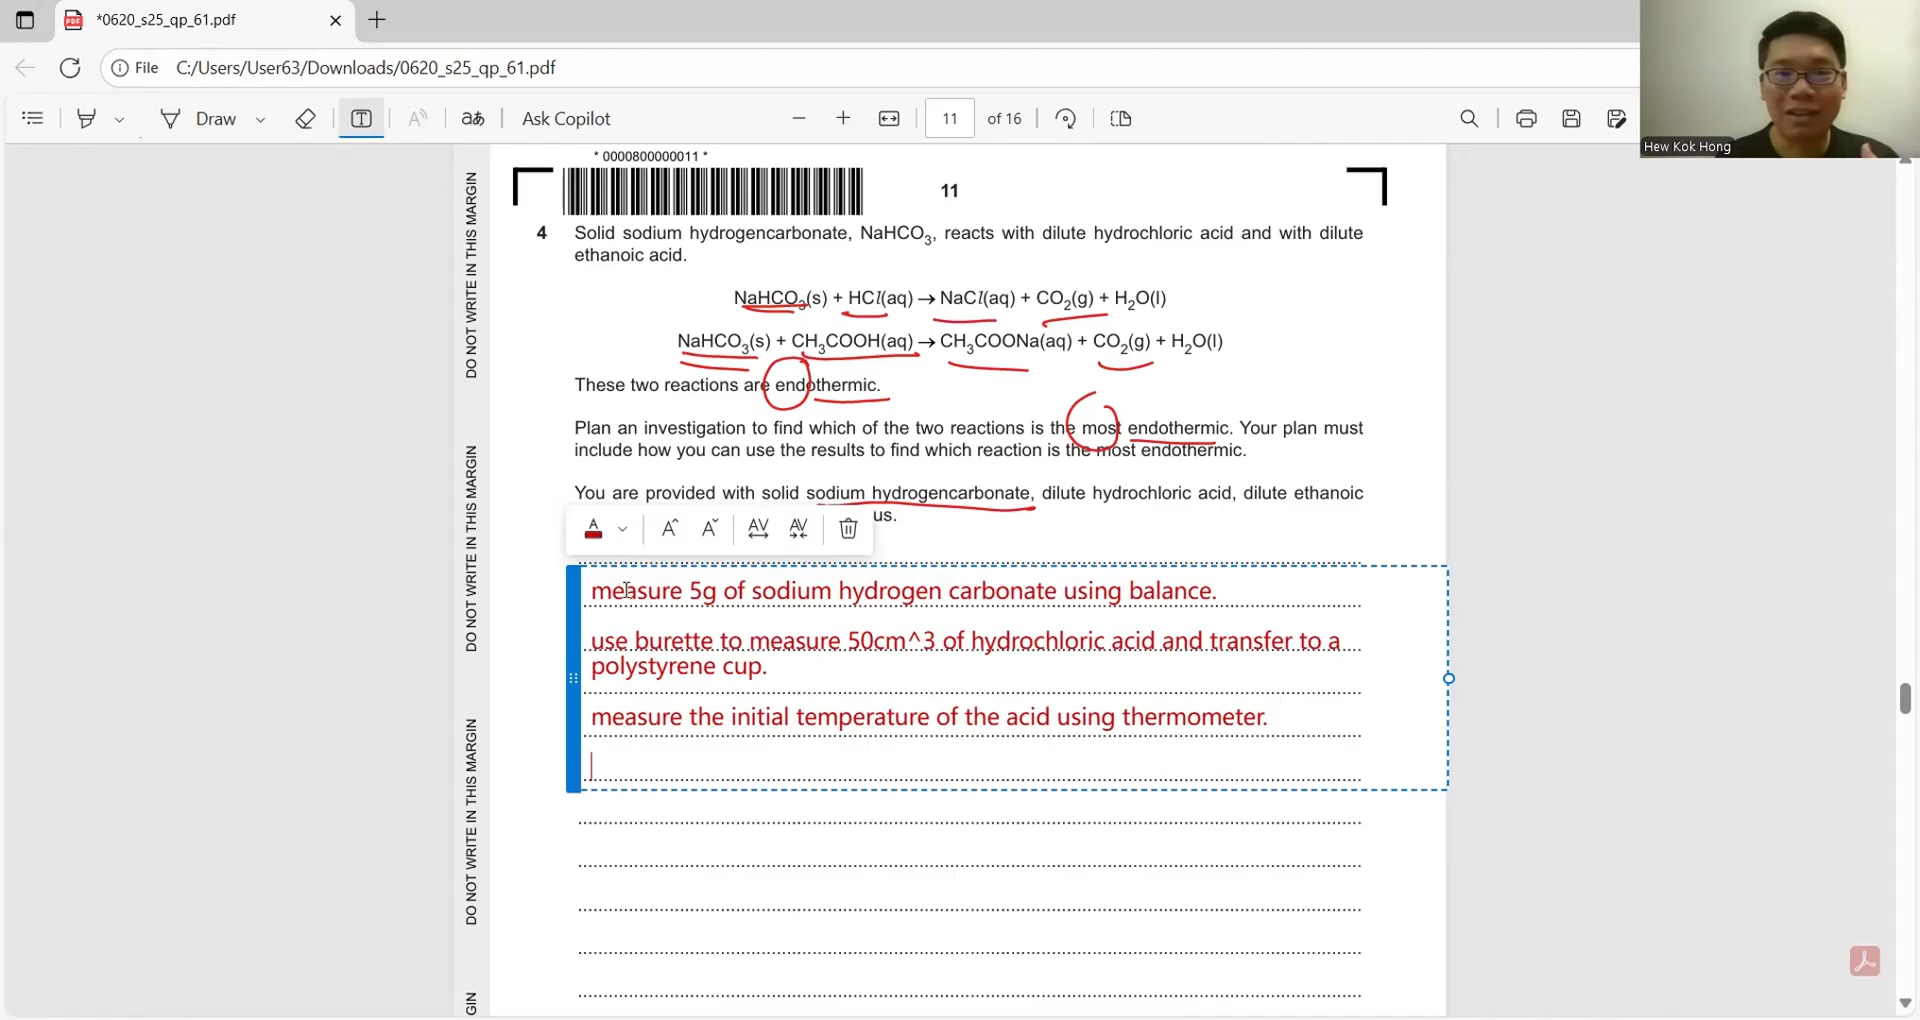 *0620_s25_qp_61.pdf
File C:/Users/User63/Downloads/0620_s25_qp_61.pdf
Draw
aあ
Ask Copilot
11 of 16
Hew Kok Hong
* 0000800000011 *
11
DO NOT WRITE IN THIS MARGIN
DO NOT WRITE IN THIS MARGIN
DO NOT WRITE IN THIS MARGIN
GIN
4 Solid sodium hydrogencarbonate, NaHCO₃, reacts with dilute hydrochloric acid and with dilute
ethanoic acid.
NaHCO₃(s) + HCl(aq) → NaCl(aq) + CO₂(g) + H₂O(l)
NaHCO₃(s) + CH₃COOH(aq) → CH₃COONa(aq) + CO₂(g) + H₂O(l)
These two reactions are endothermic.
Plan an investigation to find which of the two reactions is the most endothermic. Your plan must
include how you can use the results to find which reaction is the most endothermic.
You are provided with solid sodium hydrogencarbonate, dilute hydrochloric acid, dilute ethanoic
us.
measure 5g of sodium hydrogen carbonate using balance.
use burette to measure 50cm^3 of hydrochloric acid and transfer to a
polystyrene cup.
measure the initial temperature of the acid using thermometer.